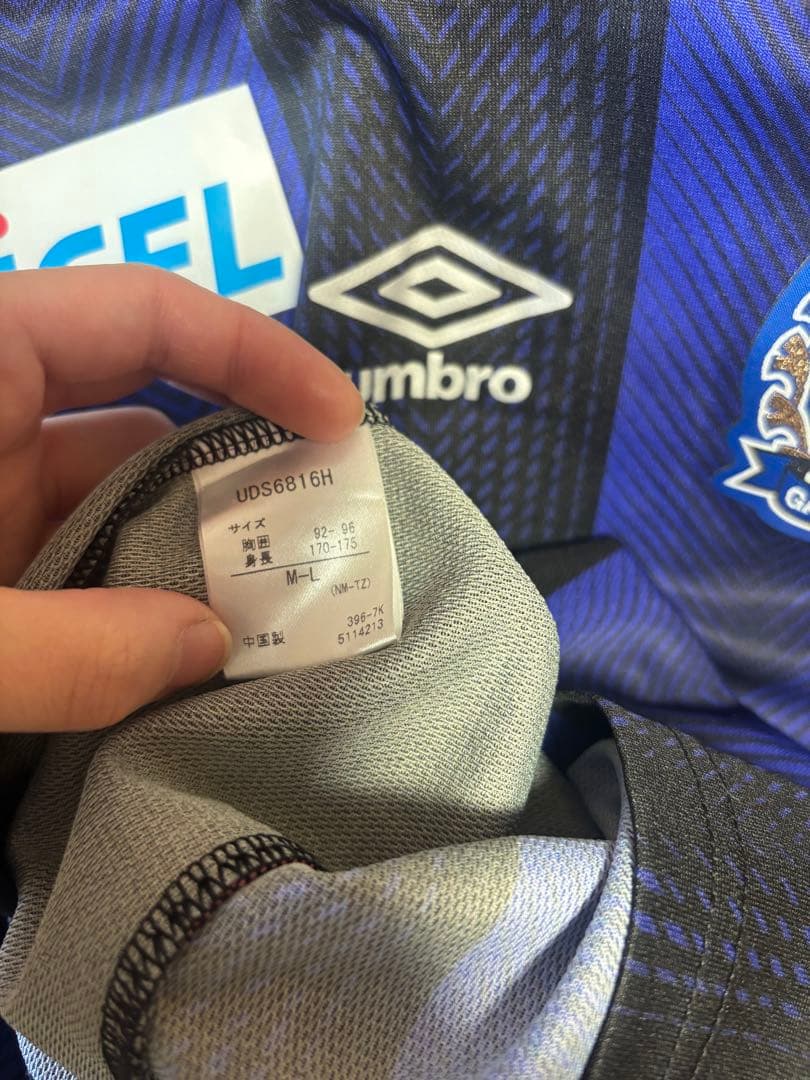 umbro
UDS6816H
サイズ
胸囲 92-96
身長 170-175
M-L
(NM-TZ)
396-7K
中国製 5114213